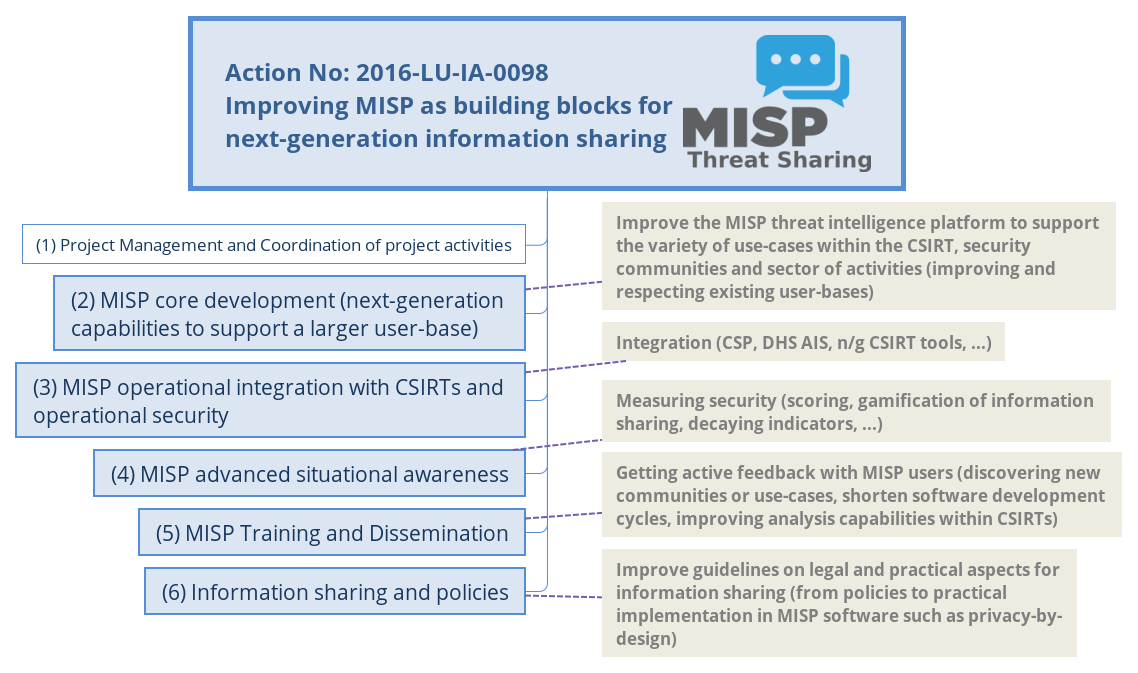 Action No: 2016-LU-IA-0098
Improving MISP as building blocks for
next-generation information sharing
MISP
Threat Sharing
(1) Project Management and Coordination of project activities
(2) MISP core development (next-generation
capabilities to support a larger user-base)
(3) MISP operational integration with CSIRTs and
operational security
(4) MISP advanced situational awareness
(5) MISP Training and Dissemination
(6) Information sharing and policies
Improve the MISP threat intelligence platform to support
the variety of use-cases within the CSIRT, security
communities and sector of activities (improving and
respecting existing user-bases)
Integration (CSP, DHS AIS, n/g CSIRT tools, ...)
Measuring security (scoring, gamification of information
sharing, decaying indicators, ...)
Getting active feedback with MISP users (discovering new
communities or use-cases, shorten software development
cycles, improving analysis capabilities within CSIRTs)
Improve guidelines on legal and practical aspects for
information sharing (from policies to practical
implementation in MISP software such as privacy-by-
design)